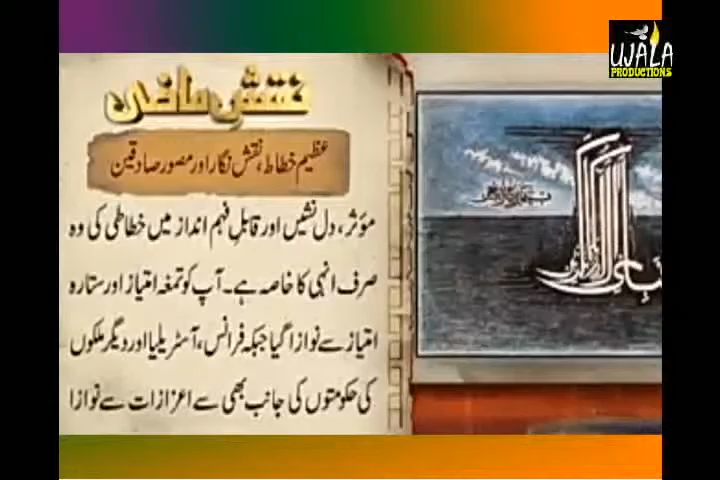 UJALA
PRODUCTIONS
نقشِ ماضی
عظیم خطاط، نقش نگار اور مصور صادقین
مؤثر، دل نشیں اور قابلِ فہم انداز میں خطاطی کی وہ
صرف انہی کا خاصہ ہے۔ آپ کو تمغہ امتیاز اور ستارہ
امتیاز سے نوازا گیا جبکہ فرانس، آسٹریلیا اور دیگر ملکوں
کی حکومتوں کی جانب بھی سے اعزازات سے نوازا